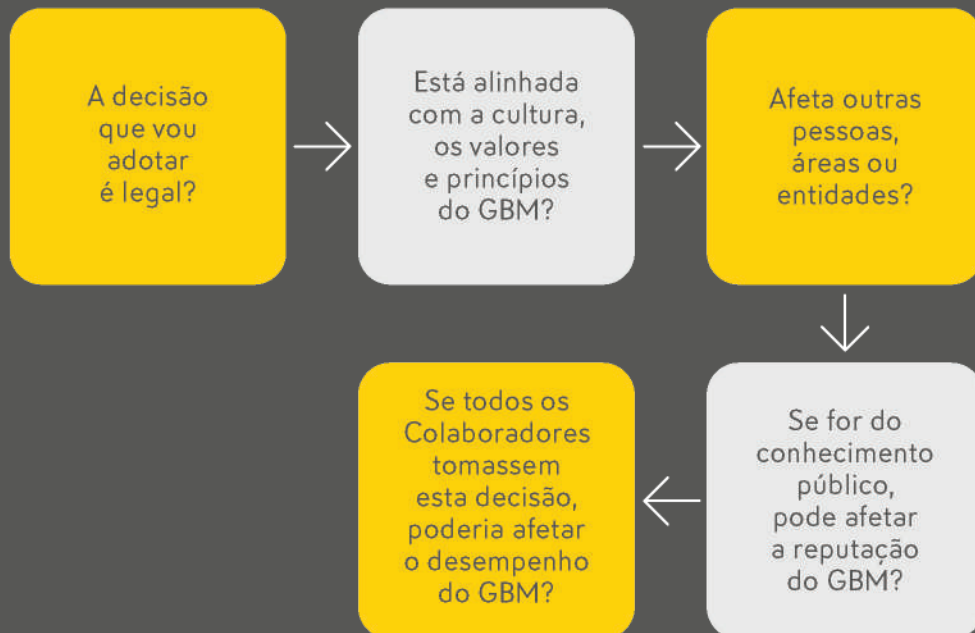 A decisão
que vou
adotar
é legal?
Está alinhada
com a cultura,
os valores
e princípios
do GBM?
Afeta outras
pessoas,
áreas ou
entidades?
Se for do
conhecimento
público,
pode afetar
a reputação
do GBM?
Se todos os
Colaboradores
tomassem
esta decisão,
poderia afetar
o desempenho
do GBM?